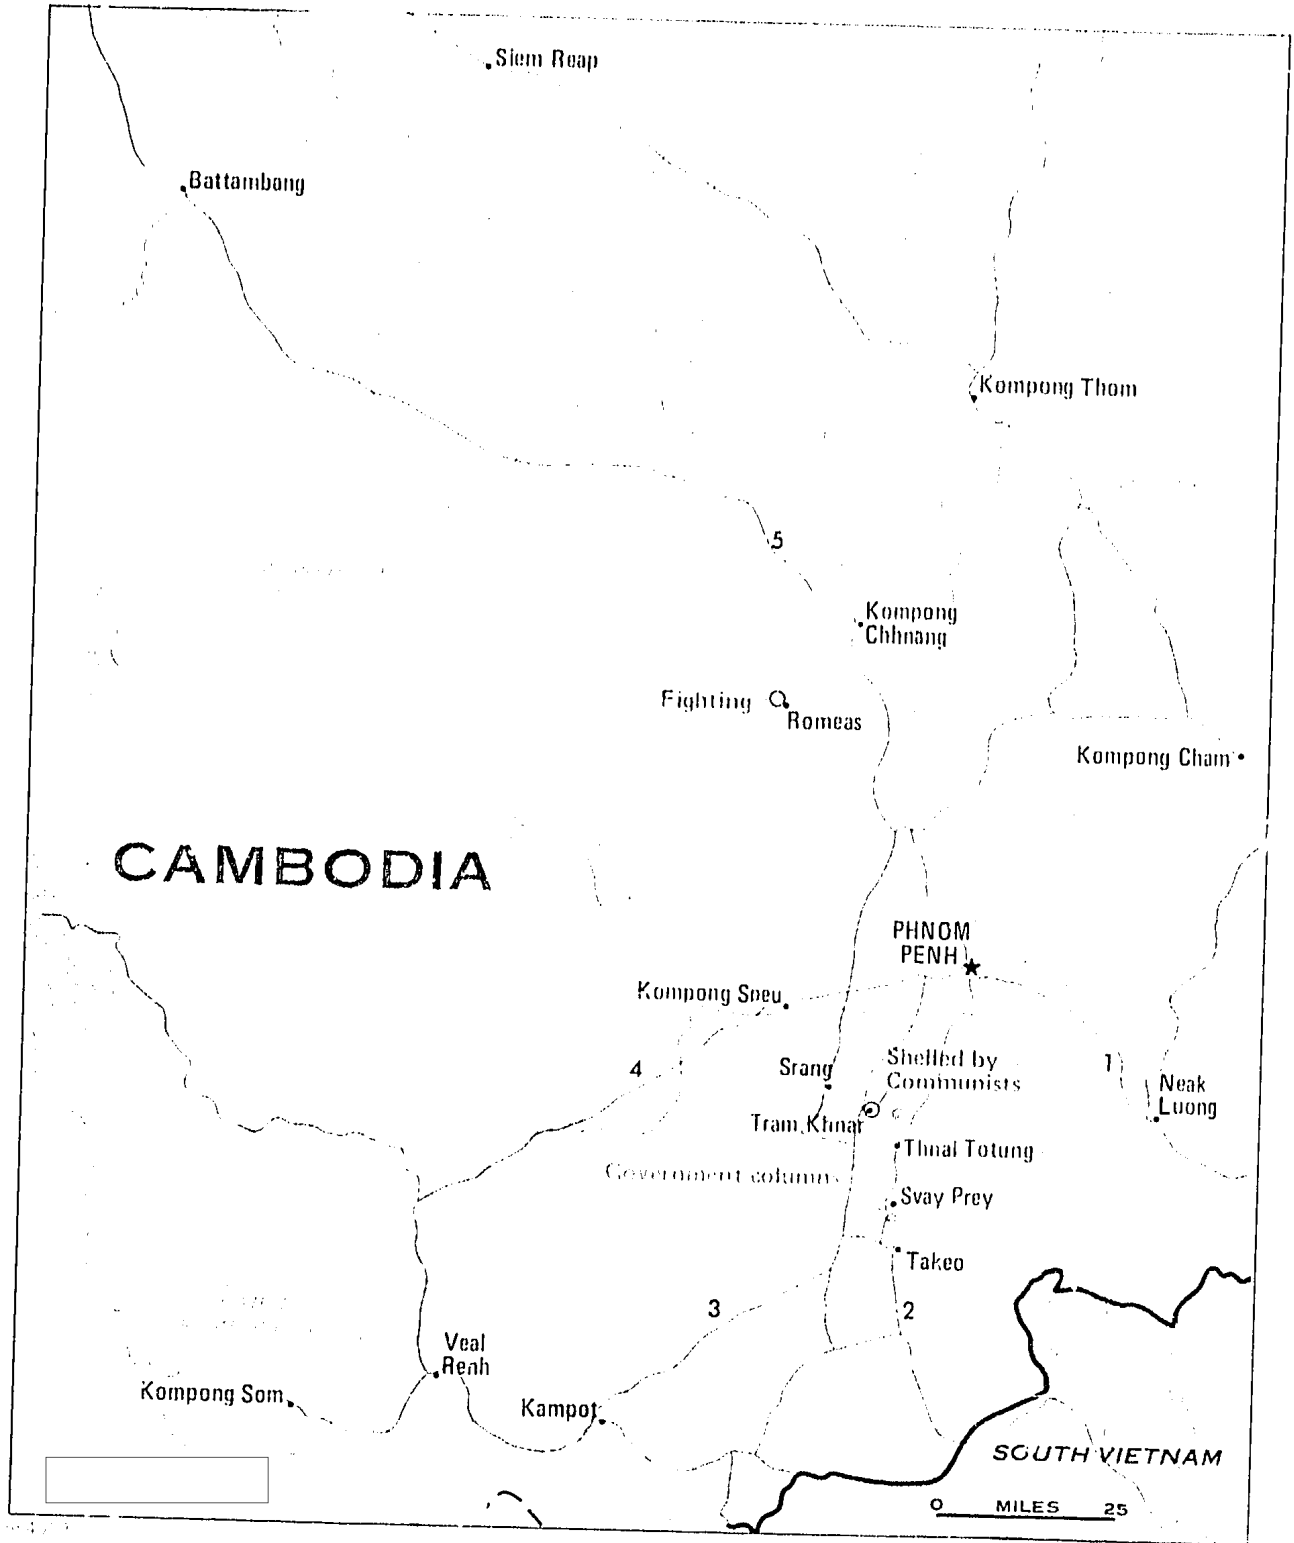 Siem Reap
Battambang
Kompong Thom
5
Kompong
Chhnang
Fighting
Romeas
Kompong Cham
CAMBODIA
PHNOM
PENH
Kompong Speu
4
Srang
Shelled by
Communists
1
Neak
Luong
Tram Khnar
Thnal Totung
Government columns
Svay Prey
Takeo
3
2
Veal
Renh
Kompong Som
Kampot
SOUTH VIETNAM
0 MILES 25